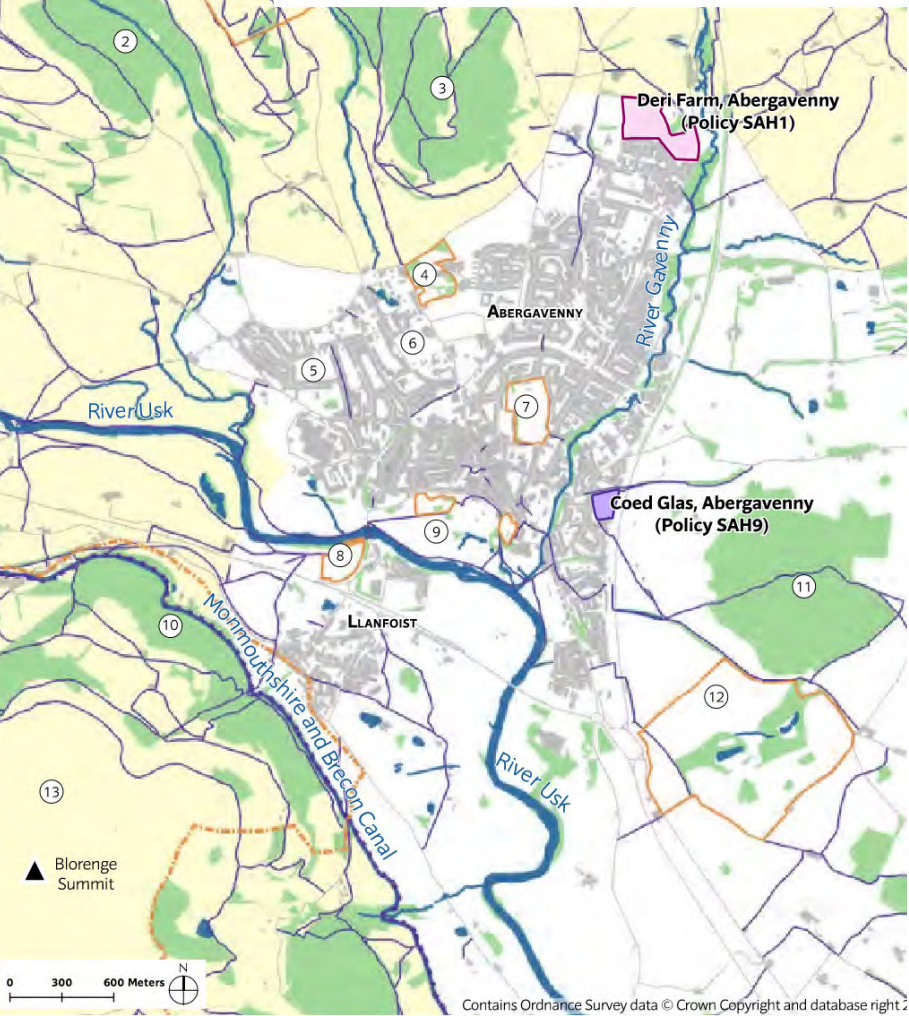 2
3
Deri Farm, Abergavenny
(Policy SAH1)
River Gavenny
4
ABERGAVENNY
6
5
7
River Usk
Coed Glas, Abergavenny
(Policy SAH9)
9
8
11
10
LLANFOIST
Monmouthshire and Brecon Canal
12
River Usk
13
Blorenge
Summit
0 300 600 Meters
N
Contains Ordnance Survey data © Crown Copyright and database right 2